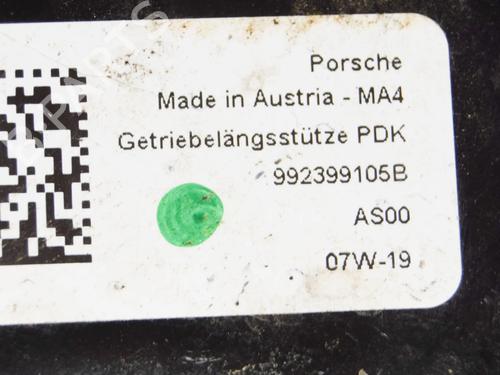 Porsche
Made in Austria - MA4
Getriebelängsstütze PDK
992399105B
AS00
07W-19